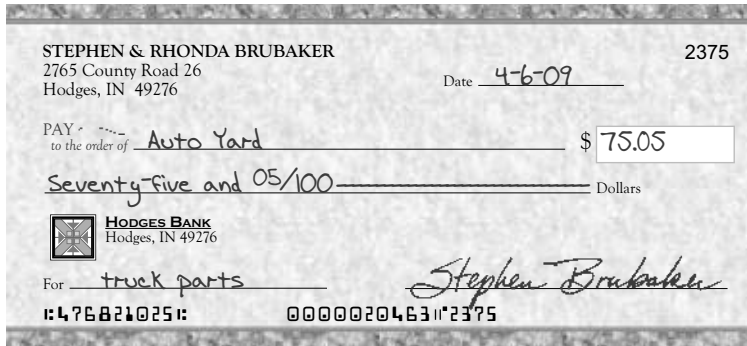 STEPHEN & RHONDA BRUBAKER
2375
2765 County Road 26
Hodges, IN 49276
Date 4-6-09
PAY
to the order of Auto Yard $ 75.05
Seventy-five and 05/100 Dollars
HODGES BANK
Hodges, IN 49276
For truck parts Stephen Brubaker
⑆476821025⑆ 0000020463⑈2375